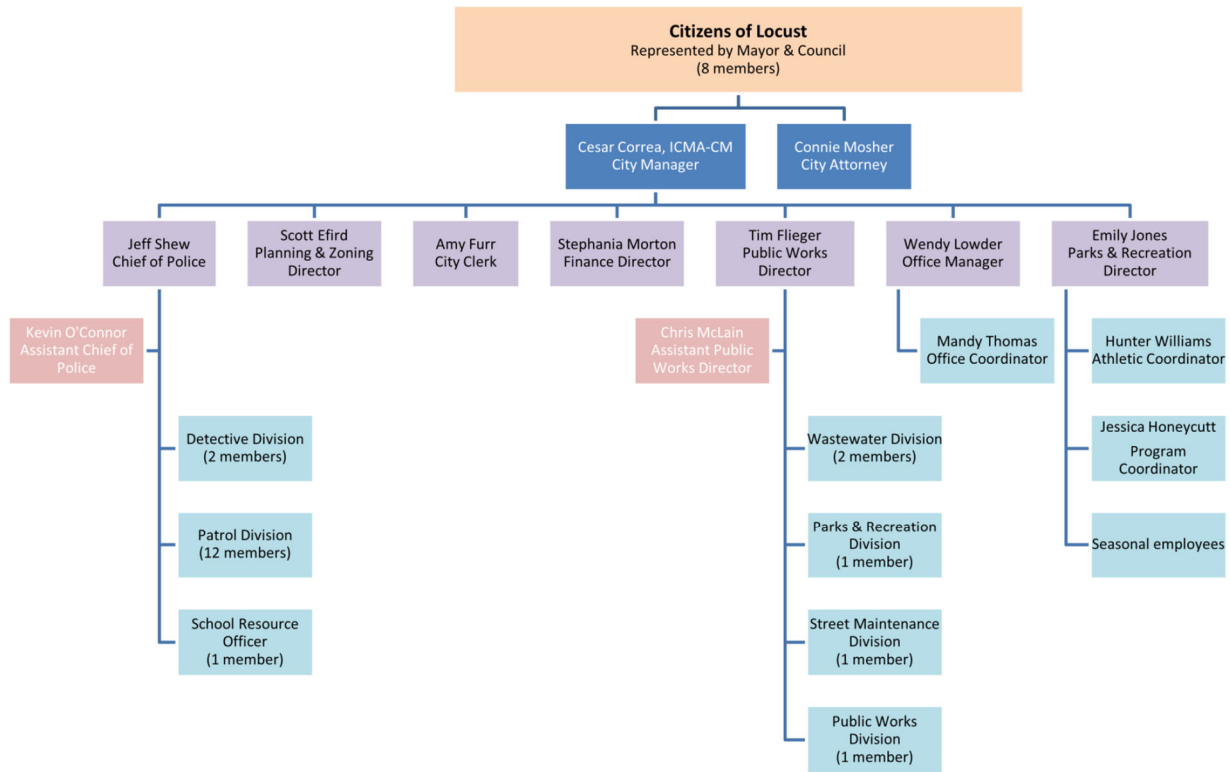 Citizens of Locust
Represented by Mayor & Council
(8 members)
Cesar Correa, ICMA-CM
City Manager
Connie Mosher
City Attorney
Jeff Shew
Chief of Police
Scott Efird
Planning & Zoning
Director
Amy Furr
City Clerk
Stephania Morton
Finance Director
Tim Flieger
Public Works
Director
Wendy Lowder
Office Manager
Emily Jones
Parks & Recreation
Director
Kevin O'Connor
Assistant Chief of
Police
Chris McLain
Assistant Public
Works Director
Mandy Thomas
Office Coordinator
Hunter Williams
Athletic Coordinator
Detective Division
(2 members)
Wastewater Division
(2 members)
Jessica Honeycutt
Program
Coordinator
Patrol Division
(12 members)
Parks & Recreation
Division
(1 member)
Seasonal employees
School Resource
Officer
(1 member)
Street Maintenance
Division
(1 member)
Public Works
Division
(1 member)